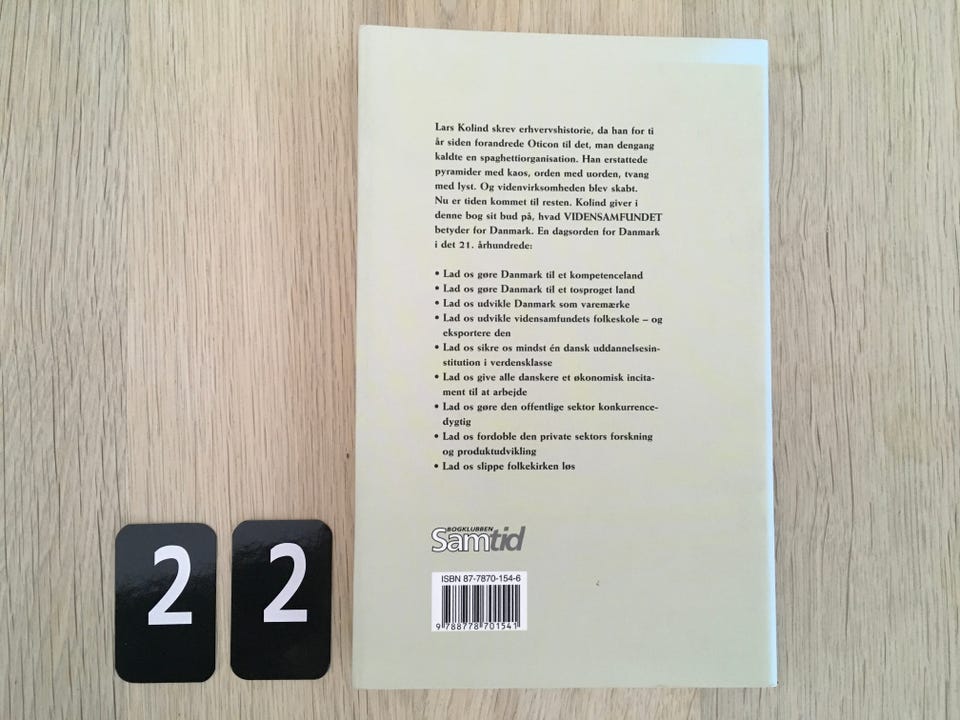 Lars Kolind skrev erhvervshistorie, da han for ti
år siden forandrede Oticon til det, man dengang
kaldte en spaghettiorganisation. Han erstattede
pyramider med kaos, orden med uorden, tvang
med lyst. Og videnvirksomheden blev skabt.
Nu er tiden kommet til resten. Kolind giver i
denne bog sit bud på, hvad VIDENSAMFUNDET
betyder for Danmark. En dagsorden for Danmark
i det 21. århundrede:
• Lad os gøre Danmark til et kompetenceland
• Lad os gøre Danmark til et tosproget land
• Lad os udvikle Danmark som varemærke
• Lad os udvikle vidensamfundets folkeskole – og
eksportere den
• Lad os sikre os mindst én dansk uddannelsesin-
stitution i verdensklasse
• Lad os give alle danskere et økonomisk incita-
ment til at arbejde
• Lad os gøre den offentlige sektor konkurrence-
dygtig
• Lad os fordoble den private sektors forskning
og produktudvikling
• Lad os slippe folkekirken løs
BOGKLUBBEN
Samtid
ISBN 87-7870-154-6
9 788778 701541
2 2